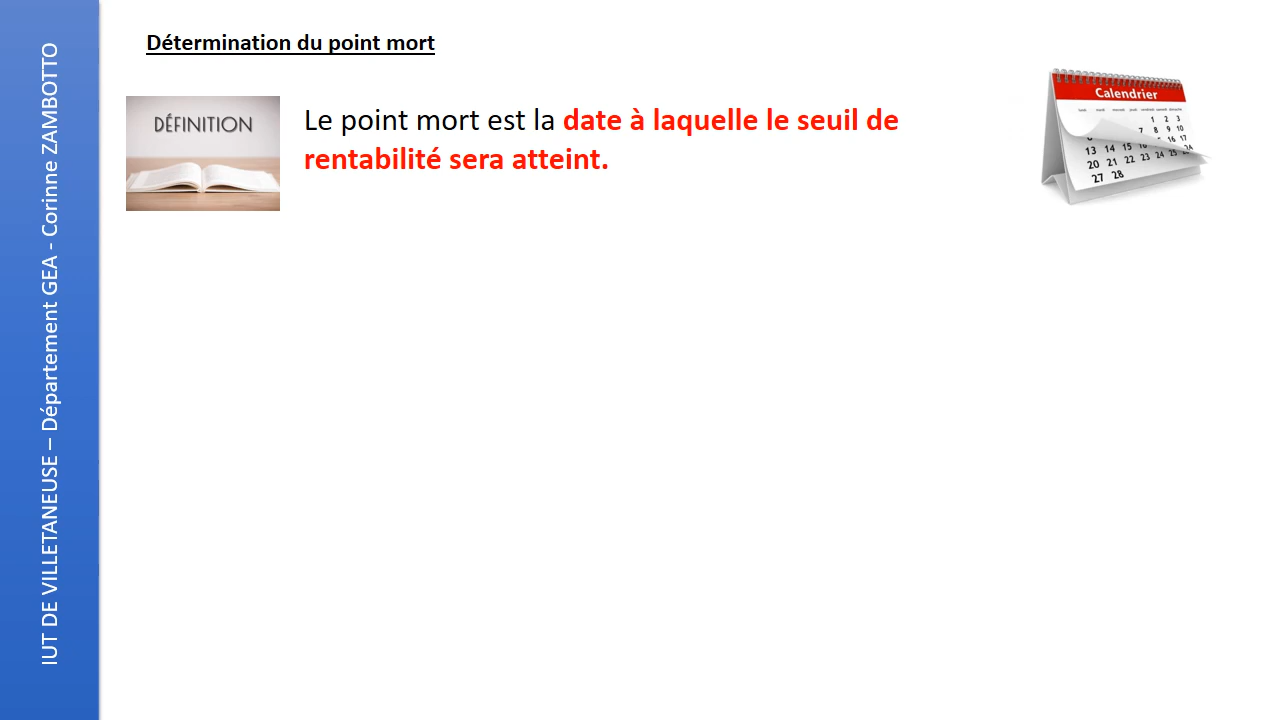 Détermination du point mort
DÉFINITION
Le point mort est la date à laquelle le seuil de
rentabilité sera atteint.
Calendrier
1 2 3
7 8 9 10
13 14 15 16 17
20 21 22 23 24 25
27 28
IUT DE VILLETANEUSE – Département GEA - Corinne ZAMBOTTO